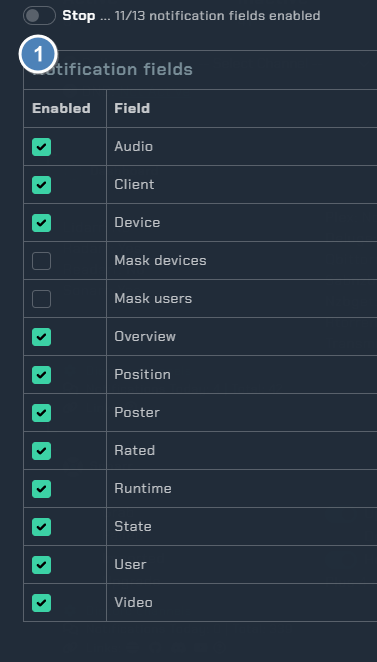 Stop ... 11/13 notification fields enabled
1
otification fields
Enabled Field
Audio
Client
Device
Mask devices
Mask users
Overview
Position
Poster
Rated
Runtime
State
User
Video